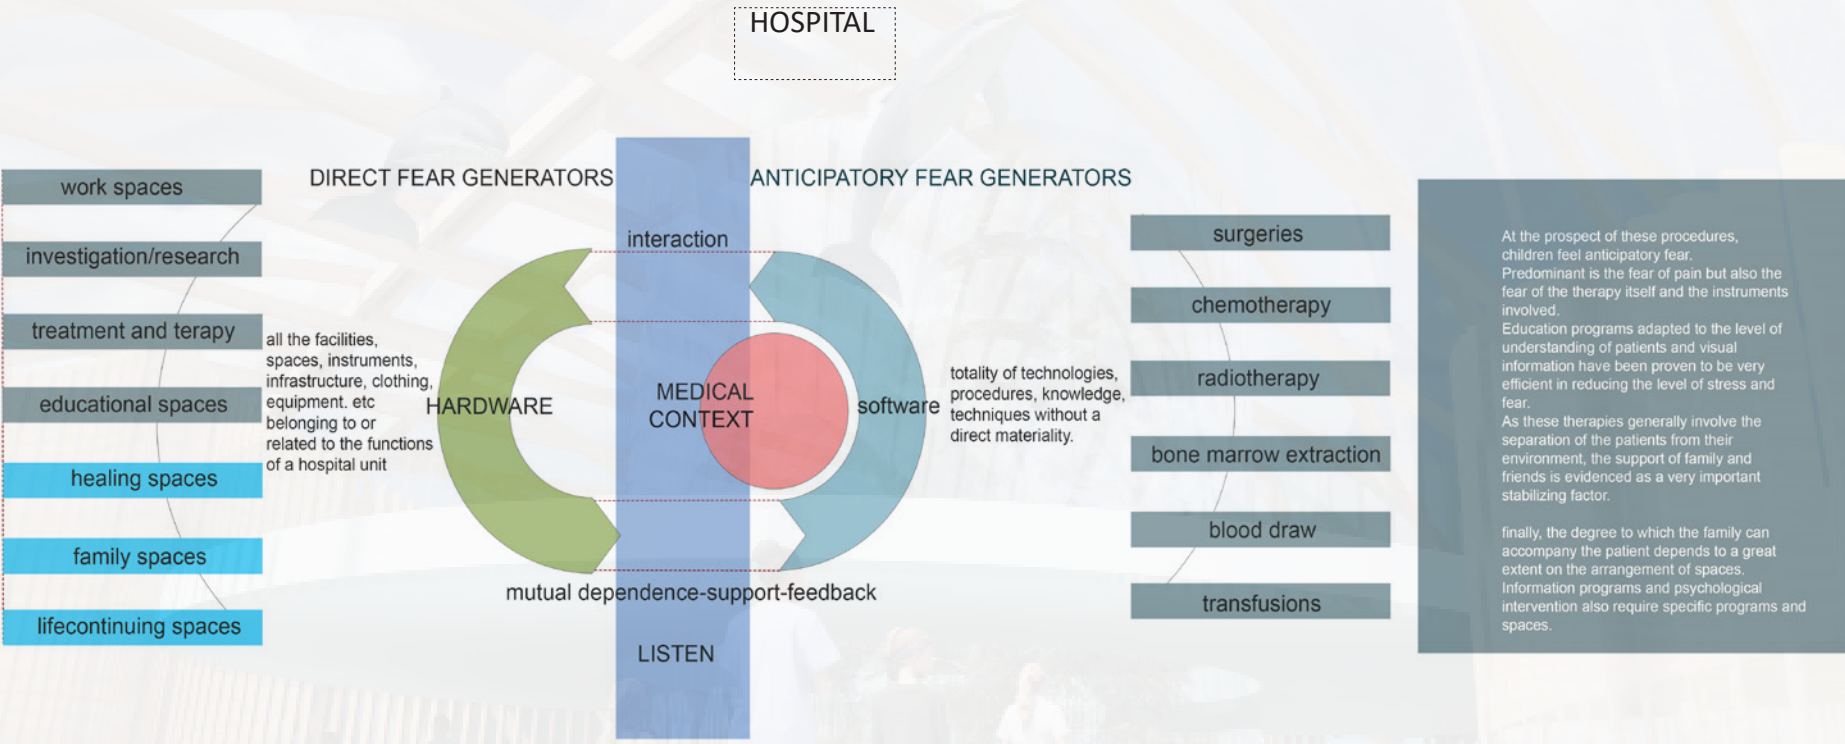 HOSPITAL
DIRECT FEAR GENERATORS
ANTICIPATORY FEAR GENERATORS
work spaces
investigation/research
treatment and terapy
educational spaces
healing spaces
family spaces
lifecontinuing spaces
all the facilities,
spaces, instruments,
infrastructure, clothing,
equipment. etc
belonging to or
related to the functions
of a hospital unit
HARDWARE
interaction
MEDICAL
CONTEXT
software
mutual dependence-support-feedback
LISTEN
totality of technologies,
procedures, knowledge,
techniques without a
direct materiality.
surgeries
chemotherapy
radiotherapy
bone marrow extraction
blood draw
transfusions
At the prospect of these procedures,
children feel anticipatory fear.
Predominant is the fear of pain but also the
fear of the therapy itself and the instruments
involved.
Education programs adapted to the level of
understanding of patients and visual
information have been proven to be very
efficient in reducing the level of stress and
fear.
As these therapies generally involve the
separation of the patients from their
environment, the support of family and
friends is evidenced as a very important
stabilizing factor.
finally, the degree to which the family can
accompany the patient depends to a great
extent on the arrangement of spaces.
Information programs and psychological
intervention also require specific programs and
spaces.